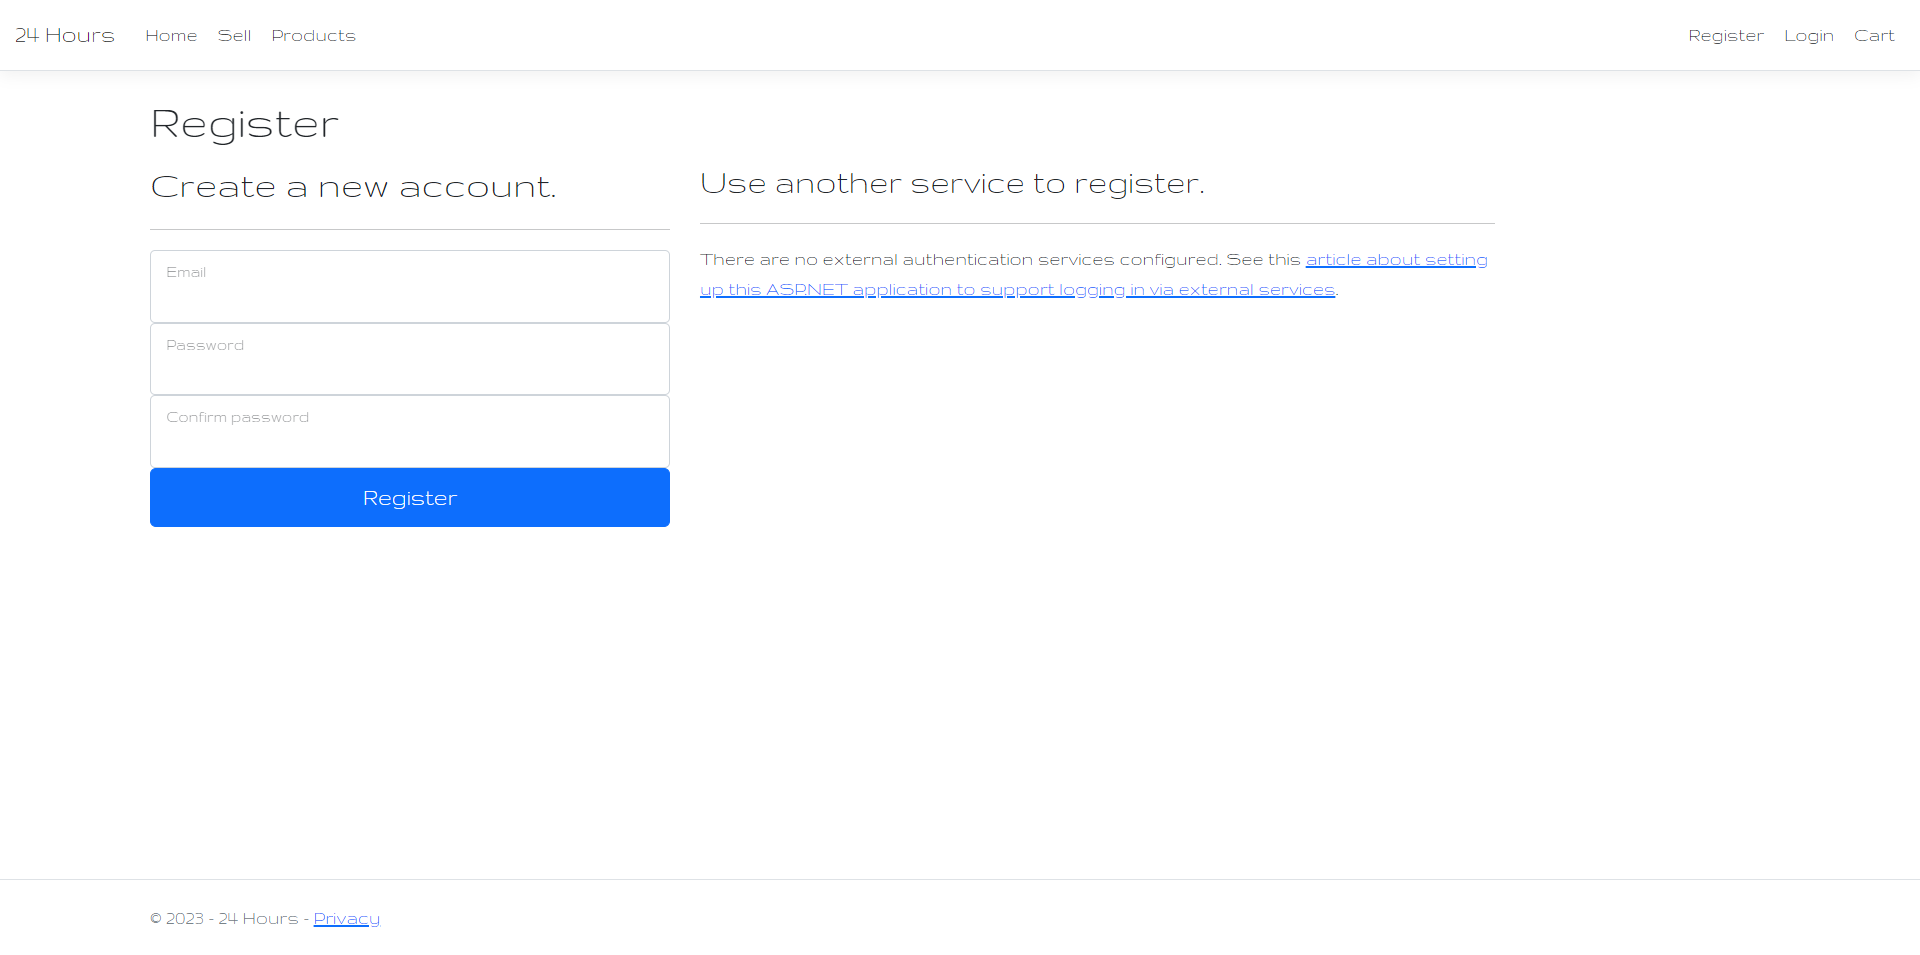 24 Hours Home Sell Products Register Login Cart
Register
Create a new account.
Email
Password
Confirm password
Register
Use another service to register.
There are no external authentication services configured. See this article about setting
up this ASP.NET application to support logging in via external services.
© 2023 - 24 Hours - Privacy